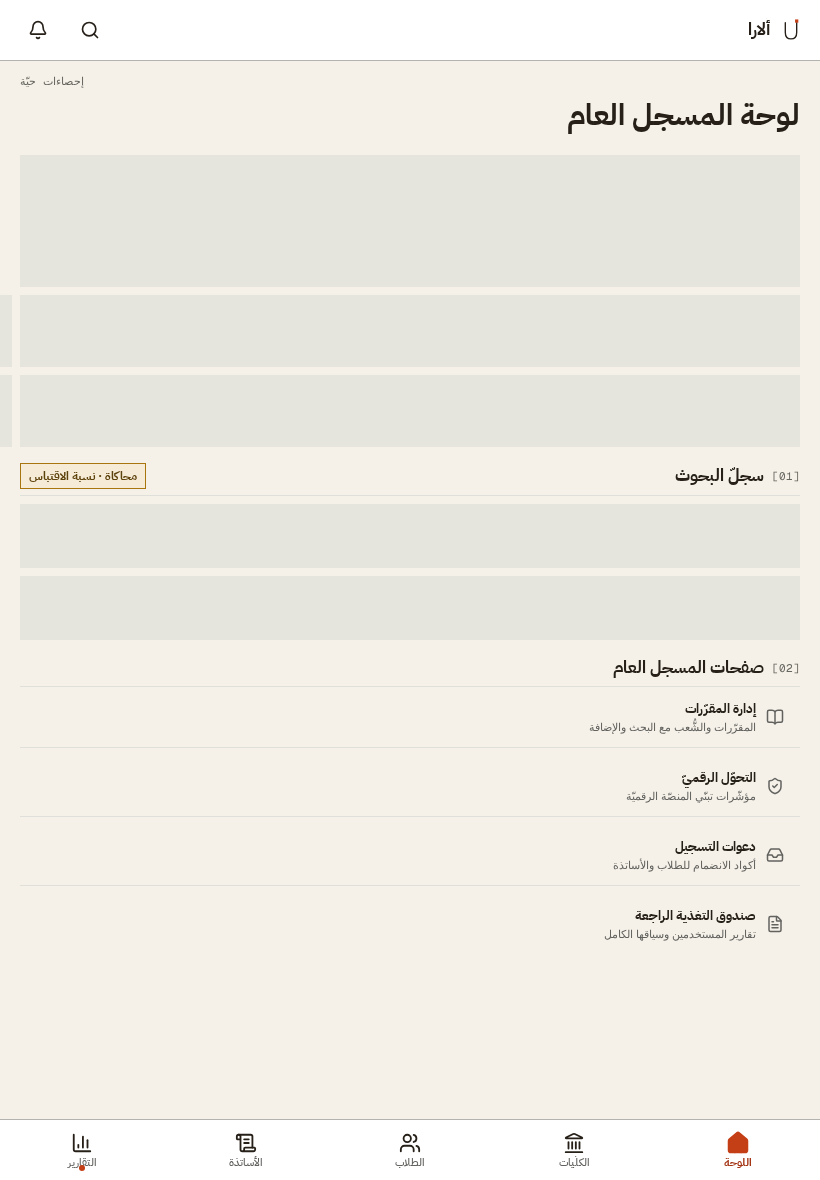 ألارا
إحصاءات حيّة
لوحة المسجل العام
[01] سجلّ البحوث
محاكاة · نسبة الاقتباس
[02] صفحات المسجل العام
إدارة المقرّرات
المقرّرات والشُّعب مع البحث والإضافة
التحوّل الرقميّ
مؤشّرات تبنّي المنصّة الرقميّة
دعوات التسجيل
أكواد الانضمام للطلاب والأساتذة
صندوق التغذية الراجعة
تقارير المستخدمين وسياقها الكامل
اللوحة
الكليات
الطلاب
الأساتذة
التقارير